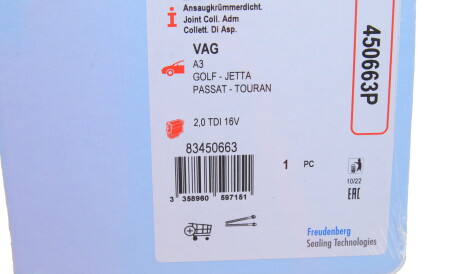 Ansaugkrümmerdicht.
Joint Coll. Adm
Collett. Di Asp.
VAG
A3
GOLF - JETTA
PASSAT - TOURAN
2,0 TDI 16V
83450663
1 PC
10/22
EAC
3 358960 597151
Freudenberg
Sealing Technologies
450663P